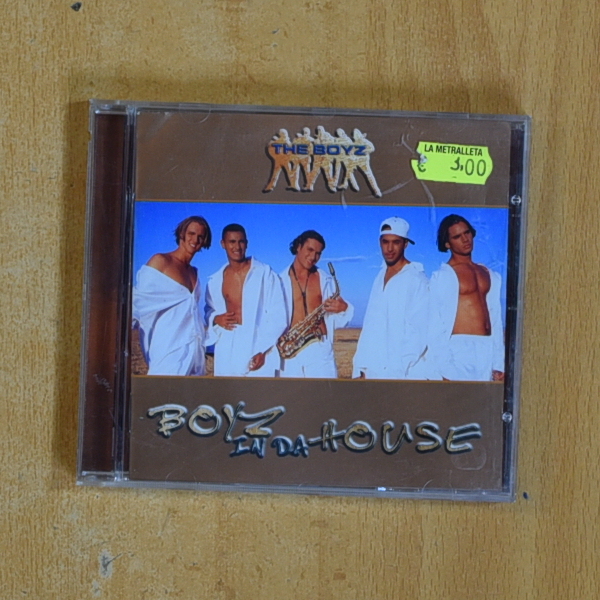 THE BOYZ
LA METRALLETA
€ 3,00
BOYZ
IN DA HOUSE